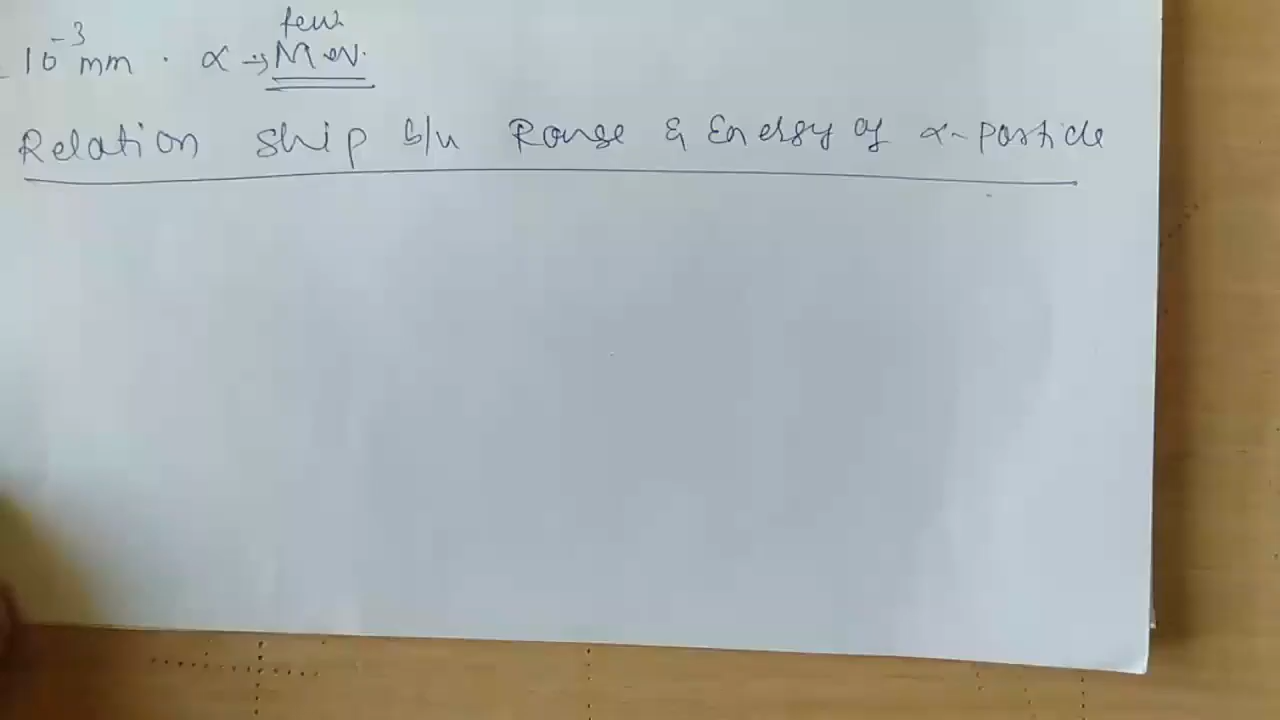 few
10⁻³ mm . α → MeV.
Relation ship b/w Range & Energy of α-particle